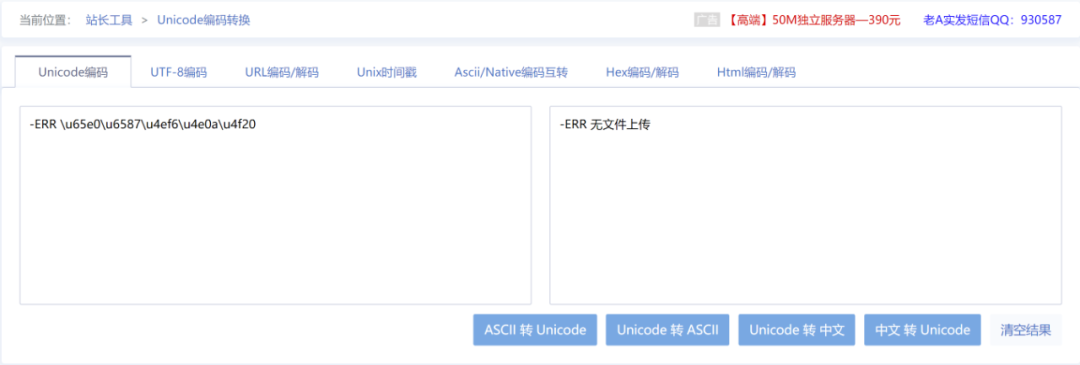 当前位置： 站长工具 > Unicode编码转换 广告 【高端】50M独立服务器—390元 老A实发短信QQ：930587
Unicode编码 UTF-8编码 URL编码/解码 Unix时间戳 Ascii/Native编码互转 Hex编码/解码 Html编码/解码
-ERR \u65e0\u6587\u4ef6\u4e0a\u4f20 -ERR 无文件上传
ASCII 转 Unicode Unicode 转 ASCII Unicode 转 中文 中文 转 Unicode 清空结果